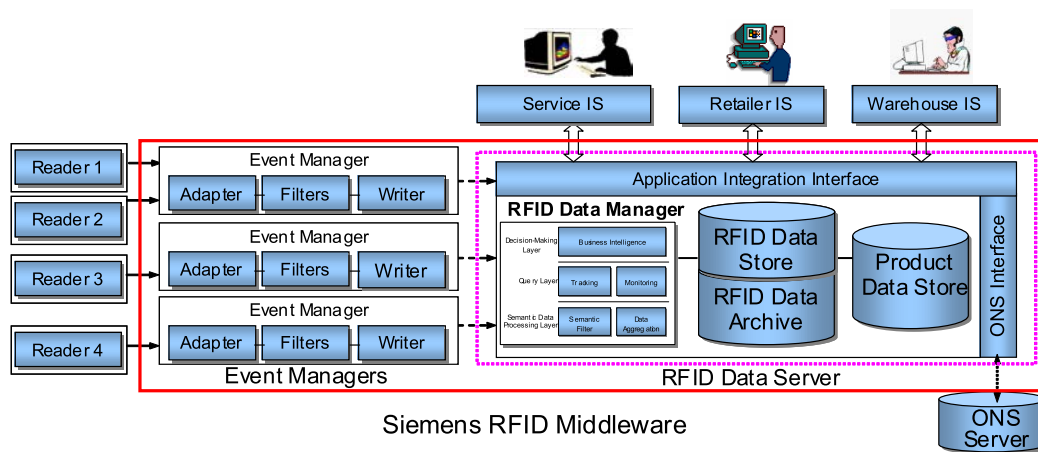 Service IS
Retailer IS
Warehouse IS
Reader 1
Reader 2
Reader 3
Reader 4
Event Manager
Adapter
Filters
Writer
Event Manager
Adapter
Filters
Writer
Event Manager
Adapter
Filters
Writer
Event Managers
Application Integration Interface
RFID Data Manager
Decision-Making
Layer
Business Intelligence
Query Layer
Tracking
Monitoring
Semantic Data
Processing Layer
Semantic
Filter
Data
Aggregation
RFID Data
Store
RFID Data
Archive
Product
Data Store
ONS Interface
RFID Data Server
ONS
Server
Siemens RFID Middleware